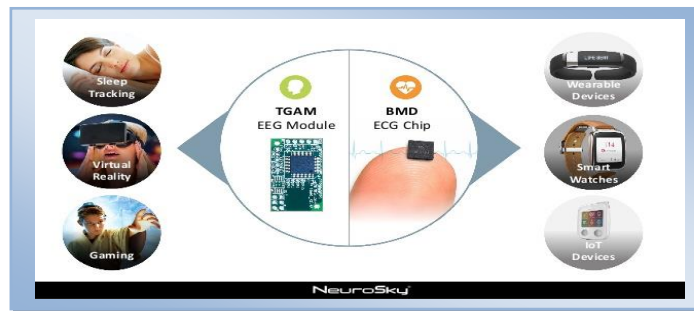 Sleep
Tracking
Virtual
Reality
Gaming
TGAM
EEG Module
BMD
ECG Chip
Wearable
Devices
Smart
Watches
IoT
Devices
NeuroSky